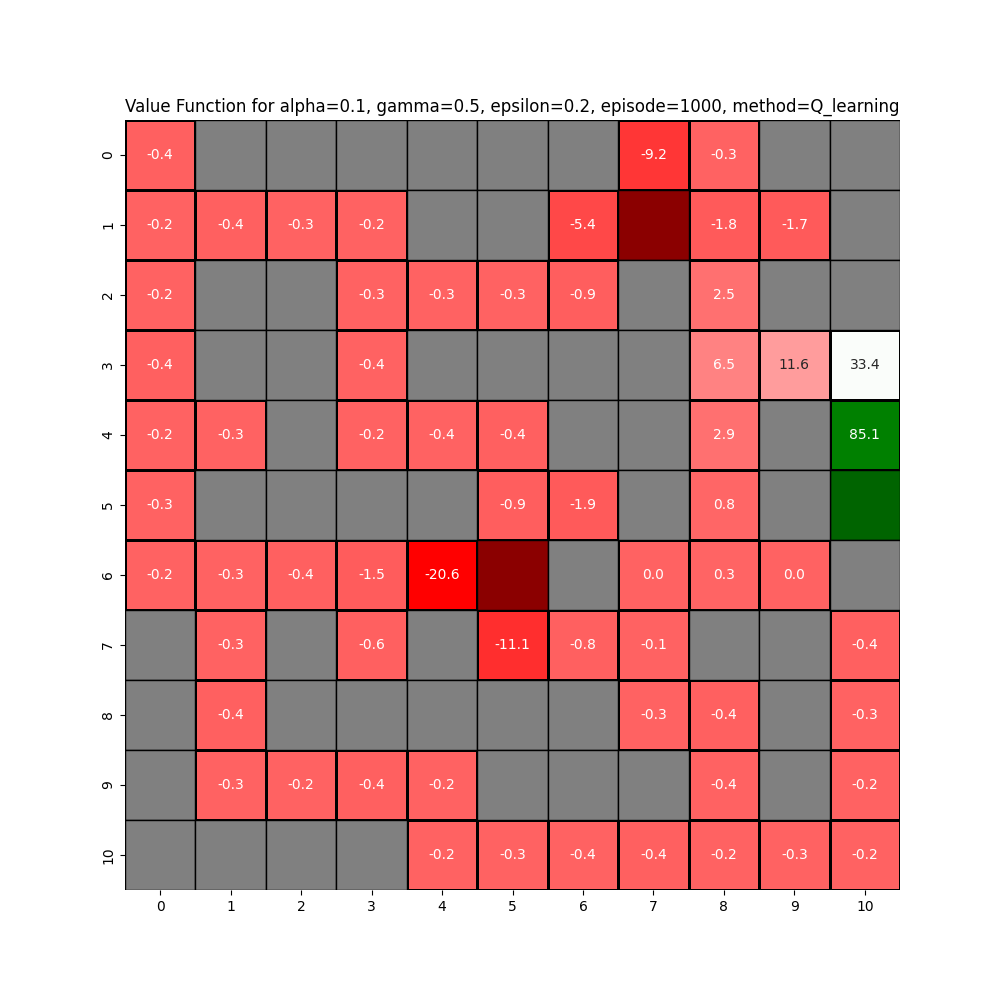 Value Function for alpha=0.1, gamma=0.5, epsilon=0.2, episode=1000, method=Q_learning
0 -0.4 -9.2 -0.3
1 -0.2 -0.4 -0.3 -0.2 -5.4 -1.8 -1.7
2 -0.2 -0.3 -0.3 -0.3 -0.9 2.5
3 -0.4 -0.4 6.5 11.6 33.4
4 -0.2 -0.3 -0.2 -0.4 -0.4 2.9 85.1
5 -0.3 -0.9 -1.9 0.8
6 -0.2 -0.3 -0.4 -1.5 -20.6 0.0 0.3 0.0
7 -0.3 -0.6 -11.1 -0.8 -0.1 -0.4
8 -0.4 -0.3 -0.4 -0.3
9 -0.3 -0.2 -0.4 -0.2 -0.4 -0.2
10 -0.2 -0.3 -0.4 -0.4 -0.2 -0.3 -0.2
0 1 2 3 4 5 6 7 8 9 10